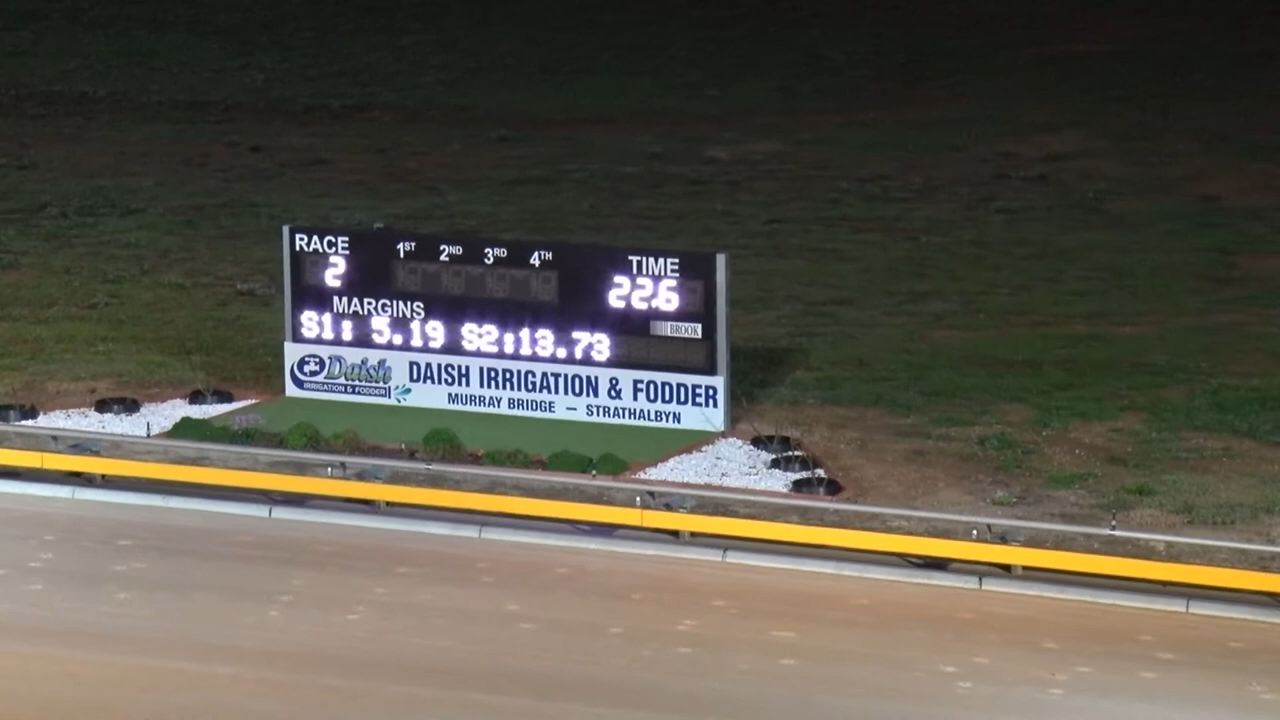 RACE 1ST 2ND 3RD 4TH TIME
2 22.6
MARGINS
BROOK
S1: 5.19 S2:13.73
Daish
IRRIGATION & FODDER
DAISH IRRIGATION & FODDER
MURRAY BRIDGE – STRATHALBYN